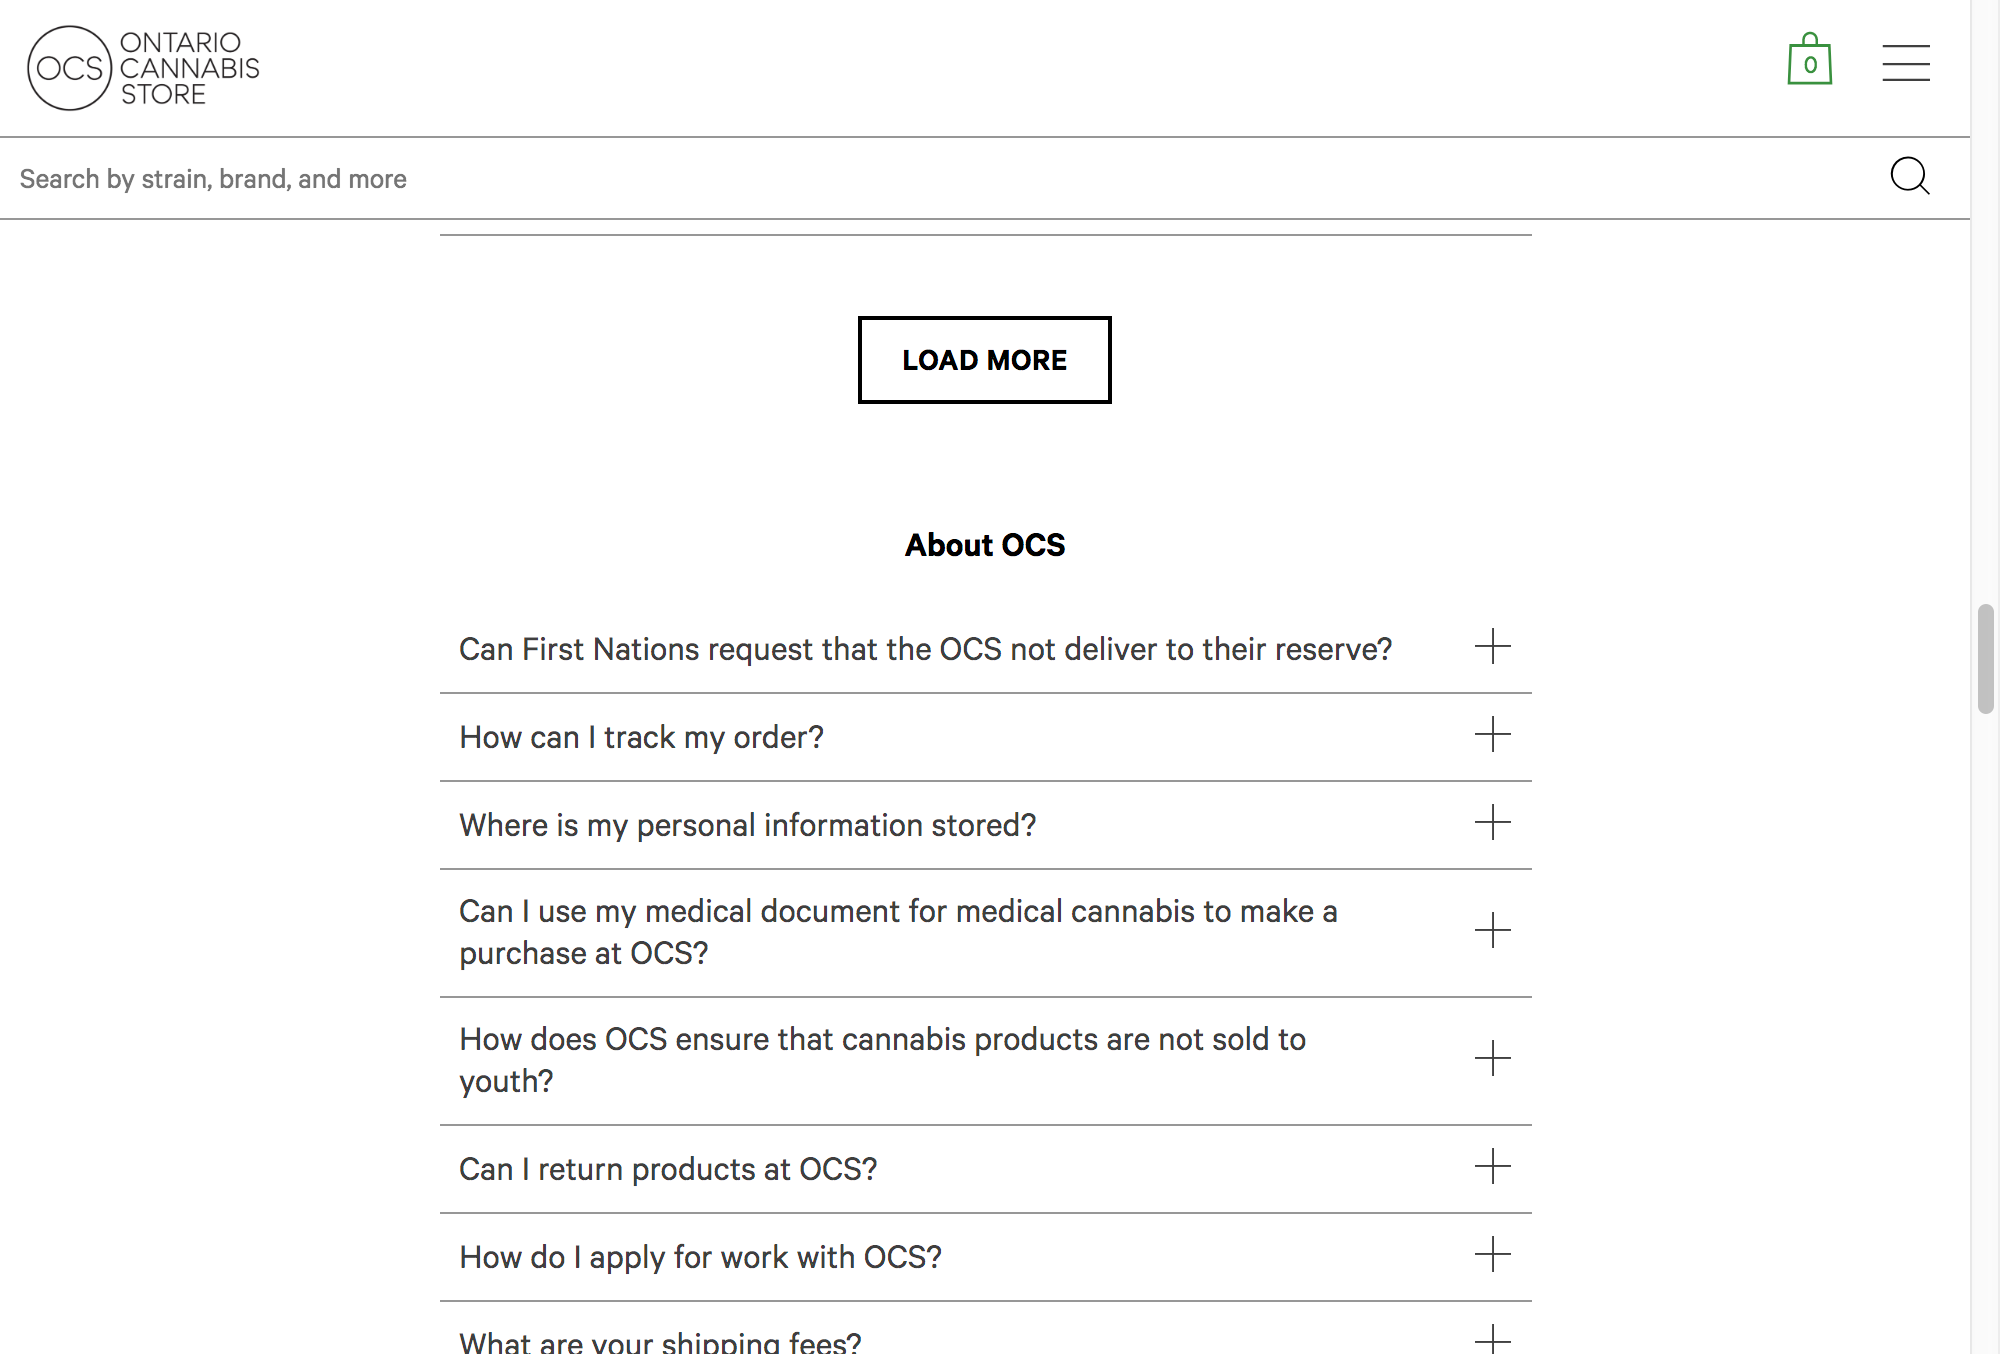 OCS
ONTARIO
CANNABIS
STORE
0
Search by strain, brand, and more
LOAD MORE
About OCS
Can First Nations request that the OCS not deliver to their reserve?
How can I track my order?
Where is my personal information stored?
Can I use my medical document for medical cannabis to make a
purchase at OCS?
How does OCS ensure that cannabis products are not sold to
youth?
Can I return products at OCS?
How do I apply for work with OCS?
What are your shipping fees?